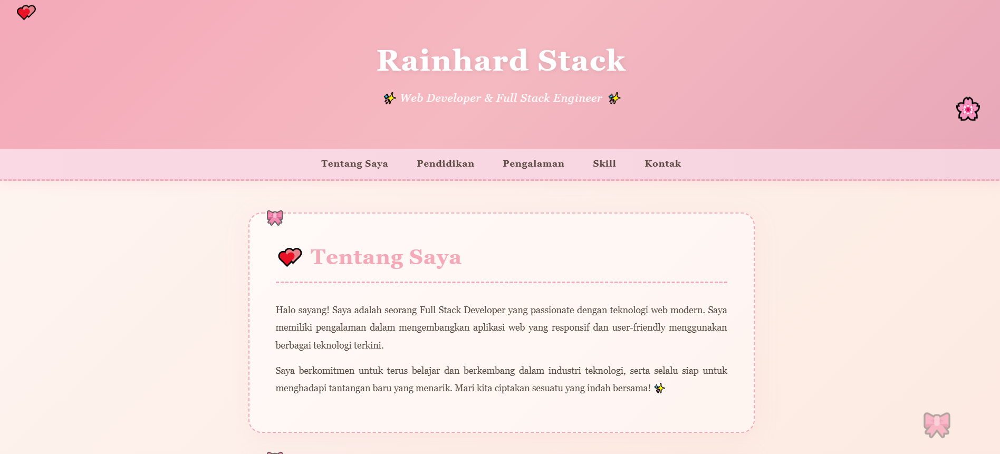 Rainhard Stack
✨ Web Developer & Full Stack Engineer ✨
Tentang Saya Pendidikan Pengalaman Skill Kontak
💕 Tentang Saya
Halo sayang! Saya adalah seorang Full Stack Developer yang passionate dengan teknologi web modern. Saya
memiliki pengalaman dalam mengembangkan aplikasi web yang responsif dan user-friendly menggunakan
berbagai teknologi terkini.
Saya berkomitmen untuk terus belajar dan berkembang dalam industri teknologi, serta selalu siap untuk
menghadapi tantangan baru yang menarik. Mari kita ciptakan sesuatu yang indah bersama! ✨